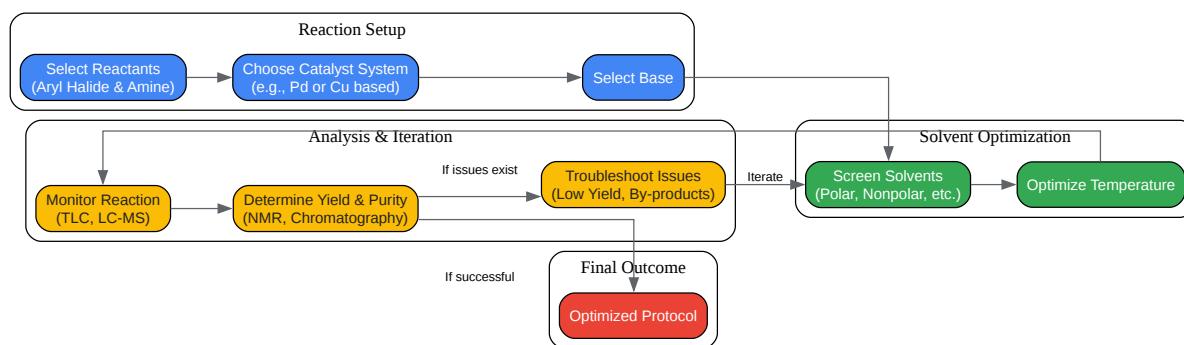 Reaction Setup
Select Reactants
(Aryl Halide & Amine)
Choose Catalyst System
(e.g., Pd or Cu based)
Select Base
Analysis & Iteration
Solvent Optimization
Monitor Reaction
(TLC, LC-MS)
Determine Yield & Purity
(NMR, Chromatography)
If issues exist
Troubleshoot Issues
(Low Yield, By-products)
Iterate
Screen Solvents
(Polar, Nonpolar, etc.)
Optimize Temperature
If successful
Final Outcome
Optimized Protocol